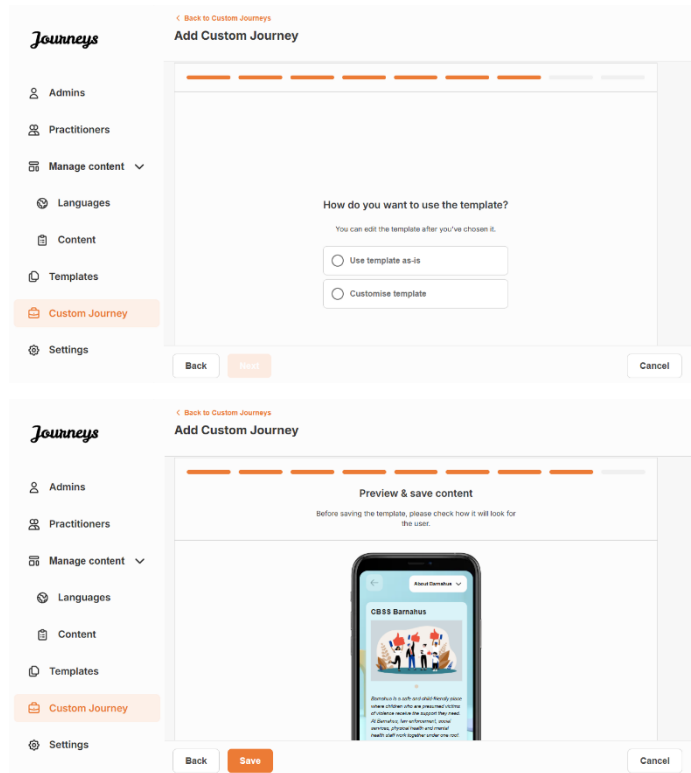 < Back to Custom Journeys
Journeys
Add Custom Journey
Admins
Practitioners
Manage content
Languages
Content
Templates
Custom Journey
Settings
How do you want to use the template?
You can edit the template after you've chosen it.
Use template as-is
Customise template
Back
Next
Cancel
< Back to Custom Journeys
Journeys
Add Custom Journey
Admins
Practitioners
Manage content
Languages
Content
Templates
Custom Journey
Settings
Preview & save content
Before saving the template, please check how it will look for
the user.
About Barnahus
CBSS Barnahus
Barnahus is a safe and child-friendly place
where children who are presumed victims
of violence receive the support they need.
At Barnahus, law enforcement, social
services, physical health and mental
health staff work together under one roof.
Back
Save
Cancel